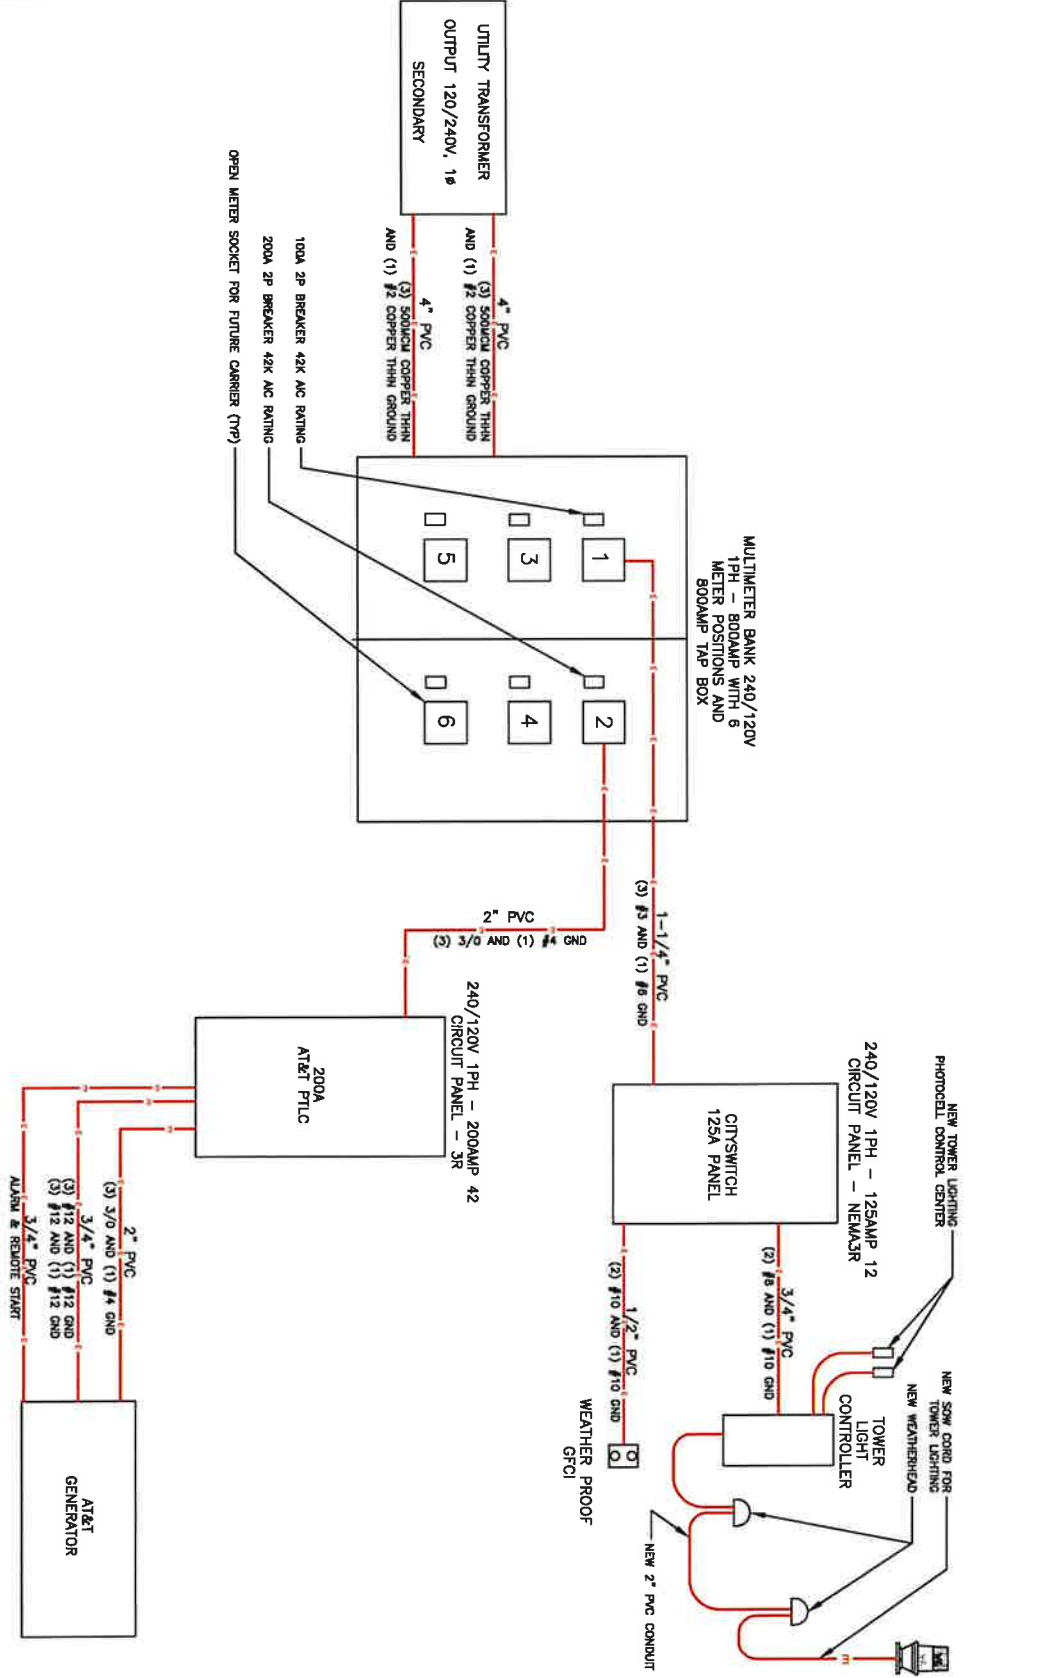 UTILITY TRANSFORMER
OUTPUT 120/240V, 1ø
SECONDARY
4" PVC
(3) 500MCM COPPER THHN
AND (1) #2 COPPER THHN GROUND
4" PVC
(3) 500MCM COPPER THHN
AND (1) #2 COPPER THHN GROUND
100A 2P BREAKER 42K AIC RATING
200A 2P BREAKER 42K AIC RATING
OPEN METER SOCKET FOR FUTURE CARRIER (TYP)
MULTIMETER BANK 240/120V
1PH - 800AMP WITH 6
METER POSITIONS AND
800AMP TAP BOX
1
2
3
4
5
6
1-1/4" PVC
(3) #3 AND (1) #8 GND
2" PVC
(3) 3/0 AND (1) #4 GND
240/120V 1PH - 125AMP 12
CIRCUIT PANEL - NEMA3R
CITYSWITCH
125A PANEL
240/120V 1PH - 200AMP 42
CIRCUIT PANEL - 3R
200A
AT&T PTLC
NEW TOWER LIGHTING
PHOTOCELL CONTROL CENTER
3/4" PVC
(2) #8 AND (1) #10 GND
1/2" PVC
(2) #10 AND (1) #10 GND
TOWER
LIGHT
CONTROLLER
WEATHER PROOF
GFCI
NEW SOW CORD FOR
TOWER LIGHTING
NEW WEATHERHEAD
NEW 2" PVC CONDUIT
2" PVC
(3) 3/0 AND (1) #4 GND
3/4" PVC
(3) #12 AND (1) #12 GND
(3) #12 AND (1) #12 GND
3/4" PVC
ALARM & REMOTE START
AT&T
GENERATOR